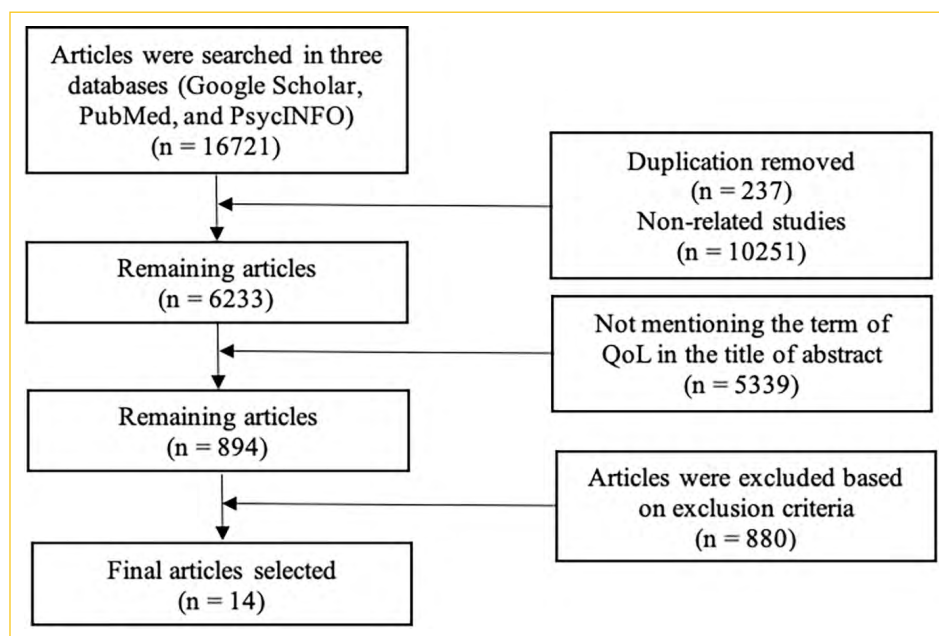 Articles were searched in three
databases (Google Scholar,
PubMed, and PsycINFO)
(n = 16721)
Duplication removed
(n = 237)
Non-related studies
(n = 10251)
Remaining articles
(n = 6233)
Not mentioning the term of
QoL in the title of abstract
(n = 5339)
Remaining articles
(n = 894)
Articles were excluded based
on exclusion criteria
(n = 880)
Final articles selected
(n = 14)